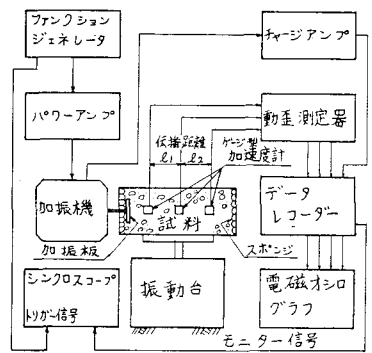 ファンクション
ジェネレータ
チャージアンプ
パワーアンプ
動歪測定器
伝播距離
ℓ1 ℓ2
ゲージ型
加速度計
加振機
試料
データ
レコーダー
加振板
スポンジ
シンクロスコープ
トリガー信号
振動台
電磁オシロ
グラフ
モニター信号